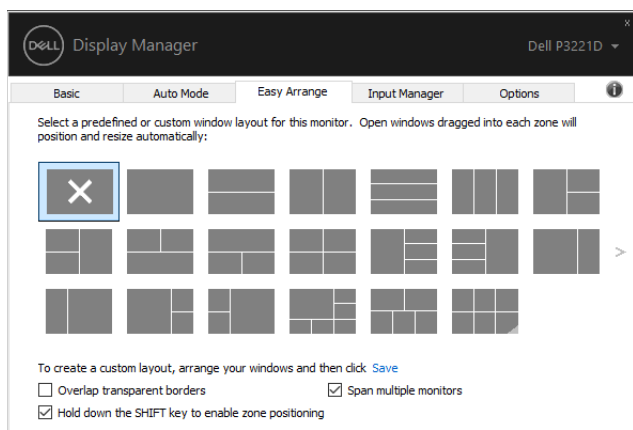 DELL Display Manager
x
Dell P3221D
Basic Auto Mode Easy Arrange Input Manager Options
Select a predefined or custom window layout for this monitor. Open windows dragged into each zone will
position and resize automatically:
>
To create a custom layout, arrange your windows and then click Save
Overlap transparent borders Span multiple monitors
Hold down the SHIFT key to enable zone positioning